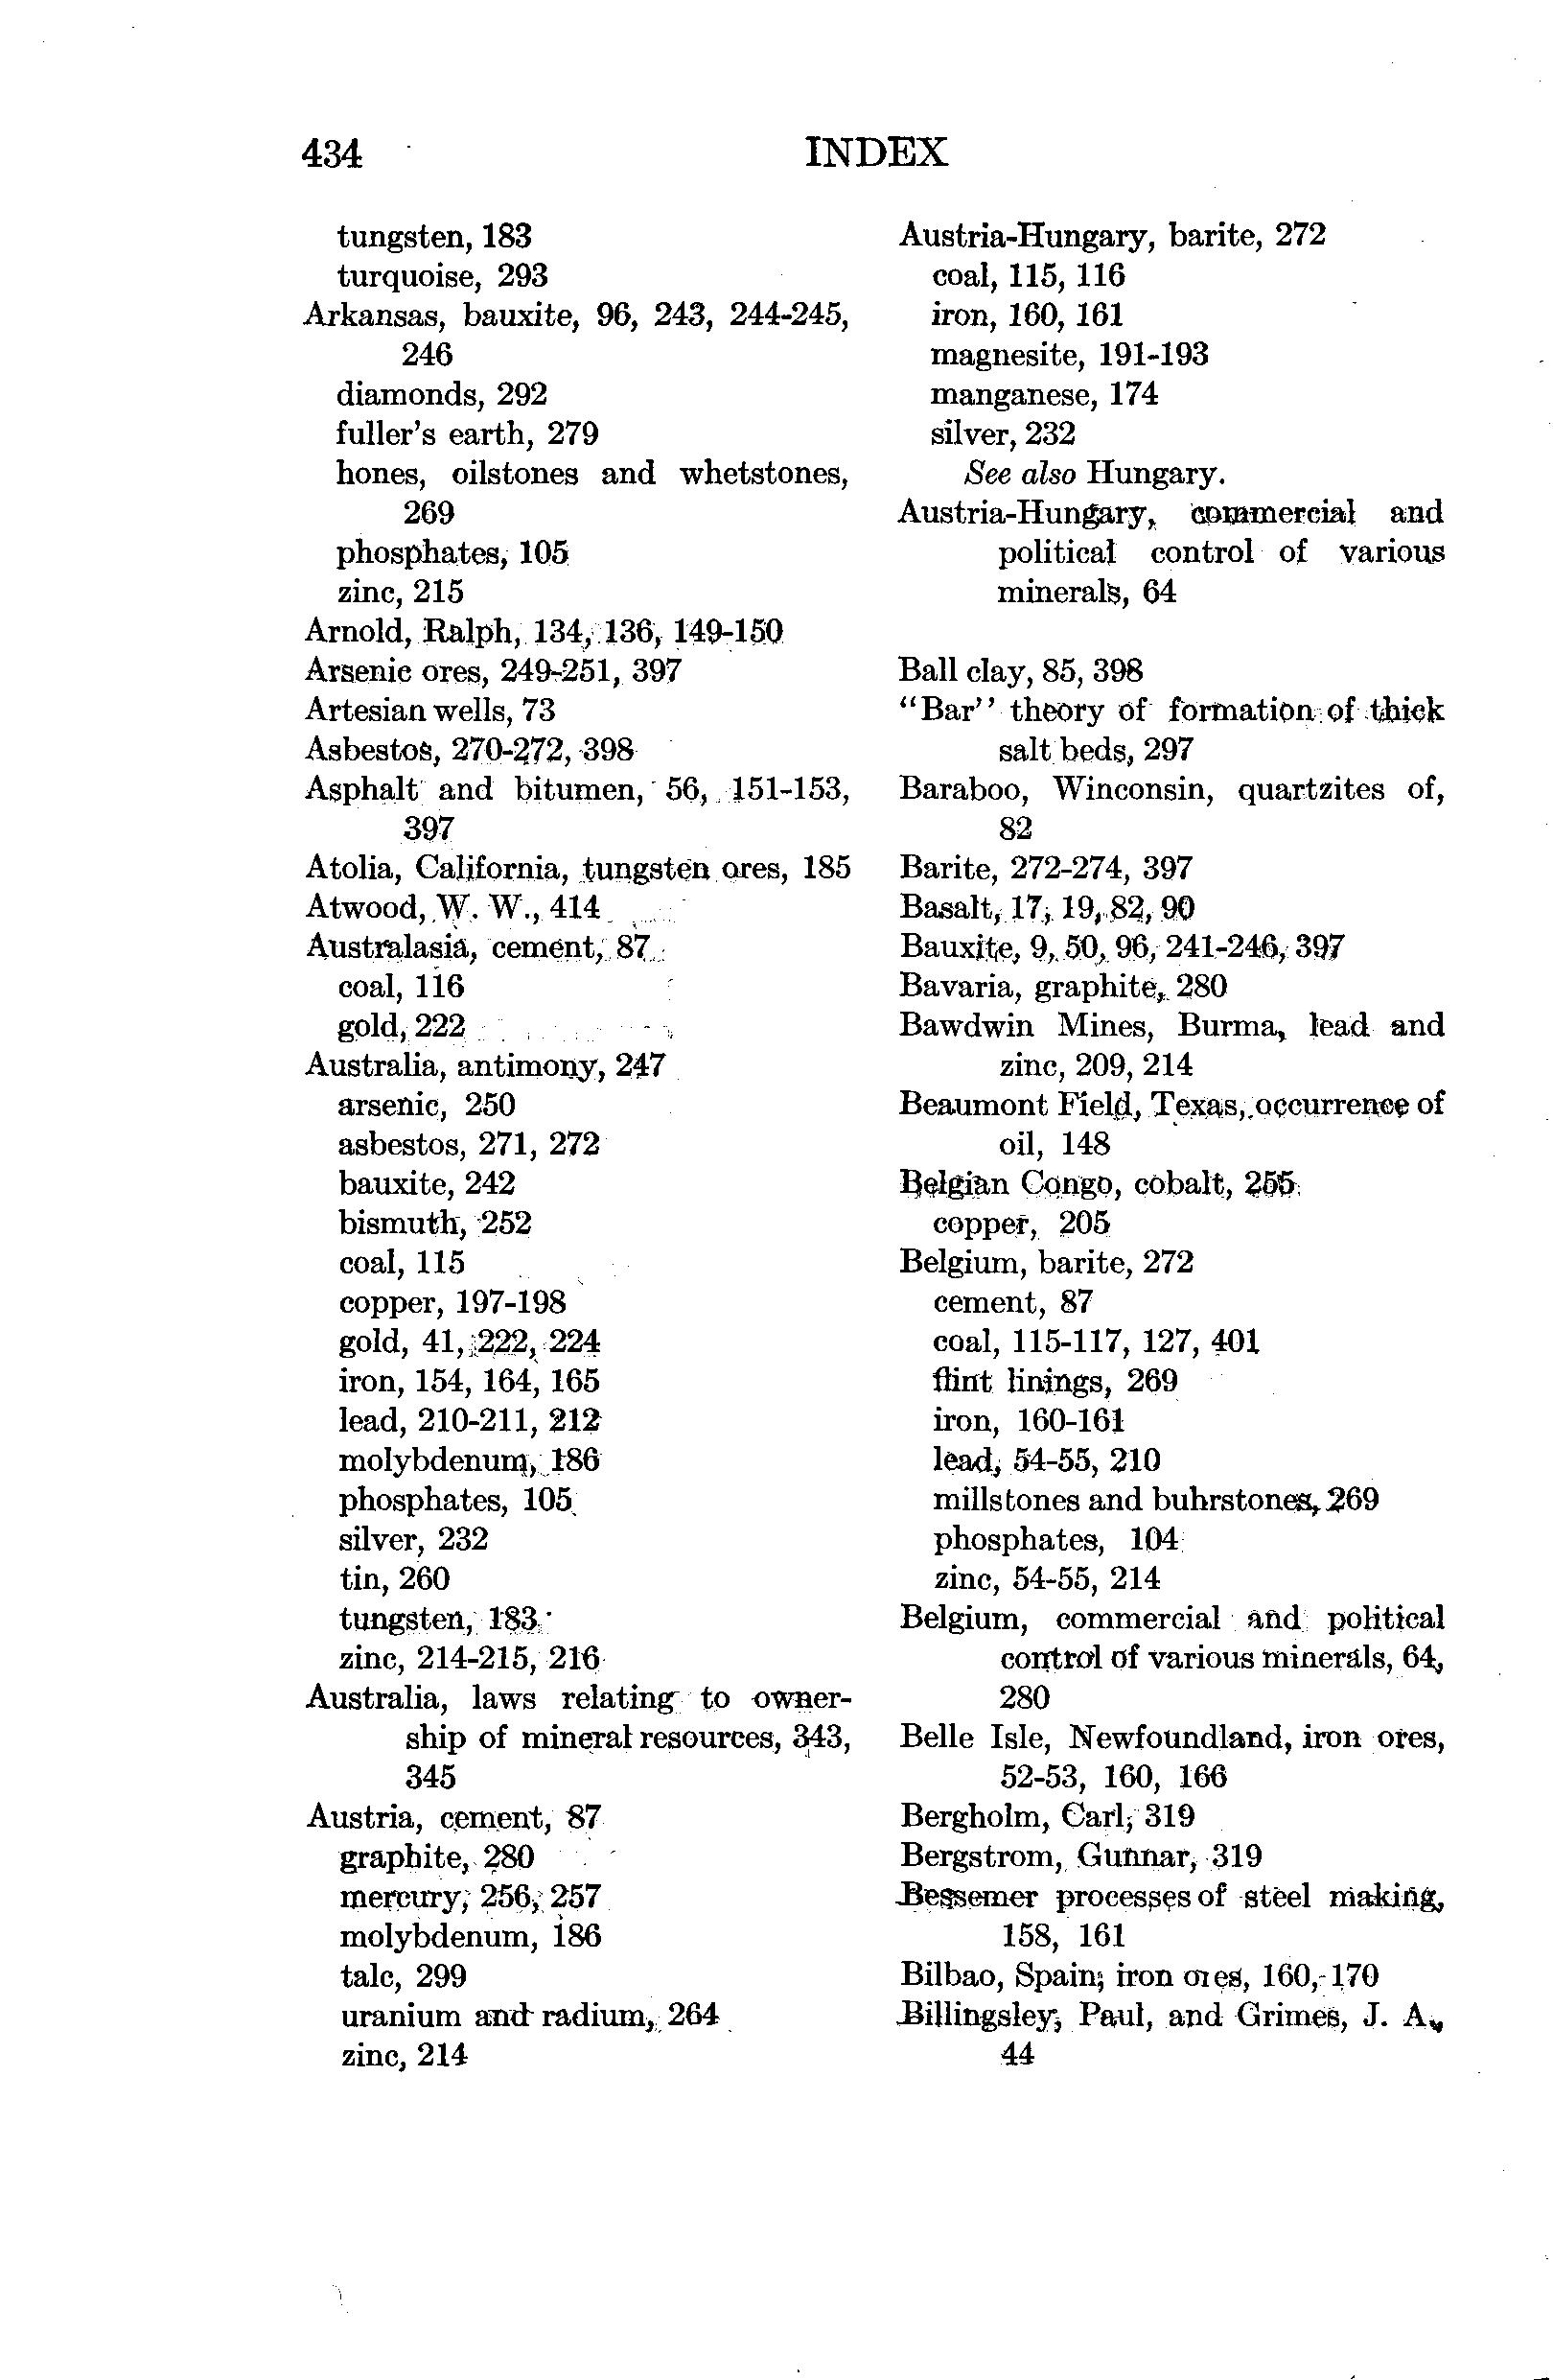 434
INDEX
tungsten, 183
turquoise, 293
Arkansas, bauxite, 96, 243, 244-245,
246
diamonds, 292
fuller's earth, 279
hones, oilstones and whetstones,
269
phosphates, 105
zinc, 215
Arnold, Ralph, 134, 136, 149-150
Arsenic ores, 249-251, 397
Artesian wells, 73
Asbestos, 270-272, 398
Asphalt and bitumen, 56, 151-153,
397
Atolia, California, tungsten ores, 185
Atwood, W. W., 414
Australasia, cement, 87
coal, 116
gold, 222
Australia, antimony, 247
arsenic, 250
asbestos, 271, 272
bauxite, 242
bismuth, 252
coal, 115
copper, 197-198
gold, 41, 222, 224
iron, 154, 164, 165
lead, 210-211, 212
molybdenum, 186
phosphates, 105
silver, 232
tin, 260
tungsten, 183
zinc, 214-215, 216
Australia, laws relating to owner-
ship of mineral resources, 343,
345
Austria, cement, 87
graphite, 280
mercury, 256, 257
molybdenum, 186
talc, 299
uranium and radium, 264
zinc, 214
Austria-Hungary, barite, 272
coal, 115, 116
iron, 160, 161
magnesite, 191-193
manganese, 174
silver, 232
See also Hungary.
Austria-Hungary, commercial and
political control of various
minerals, 64
Ball clay, 85, 398
"Bar" theory of formation of thick
salt beds, 297
Baraboo, Winconsin, quartzites of,
82
Barite, 272-274, 397
Basalt, 17, 19, 82, 90
Bauxite, 9, 50, 96, 241-246, 397
Bavaria, graphite, 280
Bawdwin Mines, Burma, lead and
zinc, 209, 214
Beaumont Field, Texas, occurrence of
oil, 148
Belgian Congo, cobalt, 255
copper, 205
Belgium, barite, 272
cement, 87
coal, 115-117, 127, 401
flint linings, 269
iron, 160-161
lead, 54-55, 210
millstones and buhrstones, 269
phosphates, 104
zinc, 54-55, 214
Belgium, commercial and political
control of various minerals, 64,
280
Belle Isle, Newfoundland, iron ores,
52-53, 160, 166
Bergholm, Carl, 319
Bergstrom, Gunnar, 319
Bessemer processes of steel making,
158, 161
Bilbao, Spain; iron ores, 160, 170
Billingsley, Paul, and Grimes, J. A.,
44